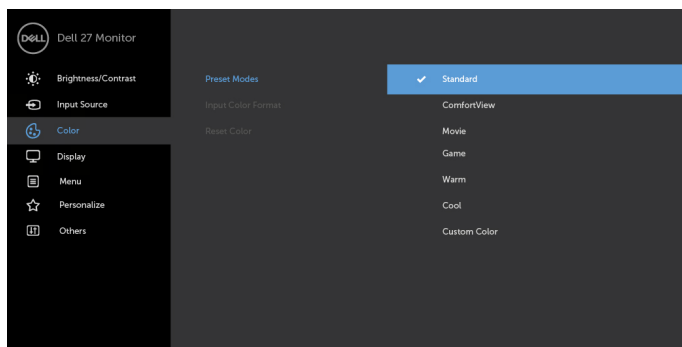 DELL Dell 27 Monitor
Brightness/Contrast
Input Source
Color
Display
Menu
Personalize
Others
Preset Modes
Input Color Format
Reset Color
Standard
ComfortView
Movie
Game
Warm
Cool
Custom Color